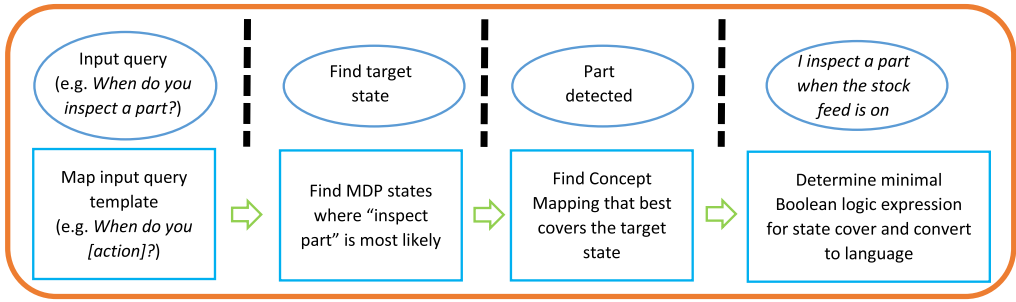 Input query
(e.g. When do you
inspect a part?)
Find target
state
Part
detected
I inspect a part
when the stock
feed is on
Map input query
template
(e.g. When do you
[action]?)
Find MDP states
where “inspect
part” is most likely
Find Concept
Mapping that best
covers the target
state
Determine minimal
Boolean logic expression
for state cover and convert
to language